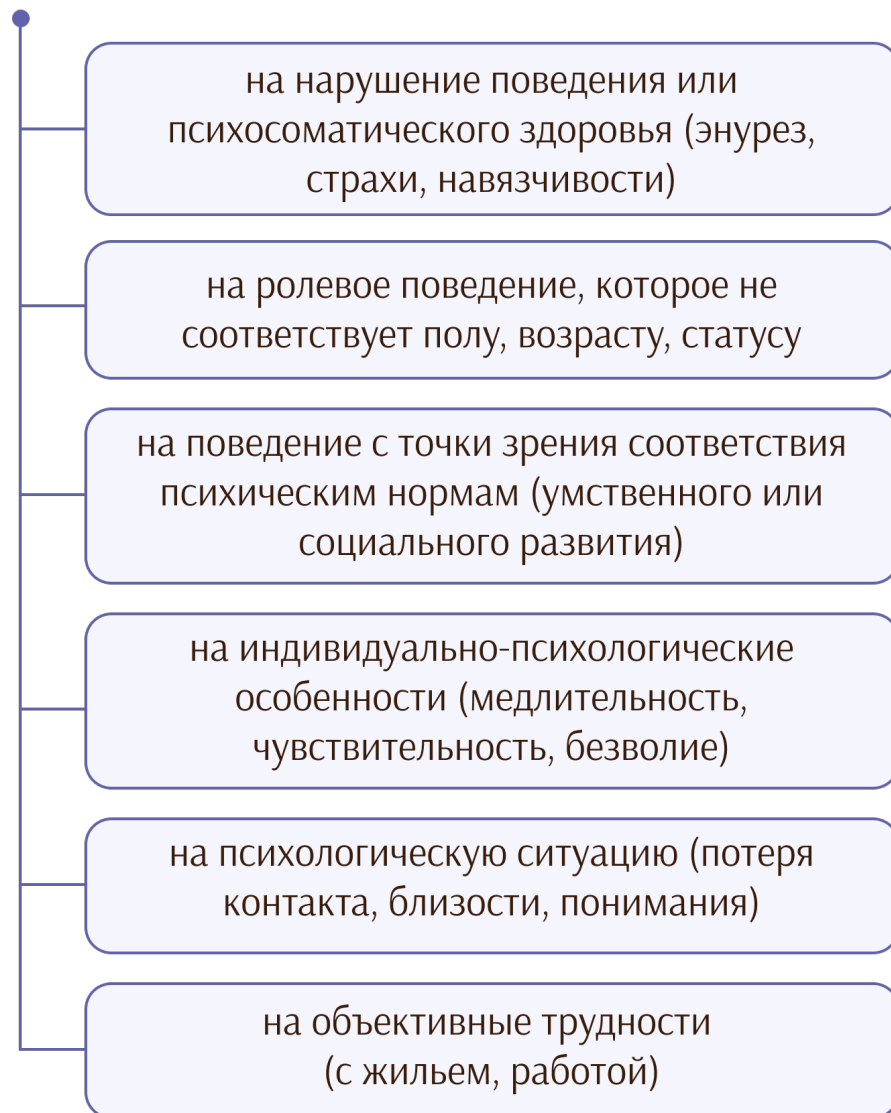 на нарушение поведения или
психосоматического здоровья (энурез,
страхи, навязчивости)
на ролевое поведение, которое не
соответствует полу, возрасту, статусу
на поведение с точки зрения соответствия
психическим нормам (умственного или
социального развития)
на индивидуально-психологические
особенности (медлительность,
чувствительность, безволие)
на психологическую ситуацию (потеря
контакта, близости, понимания)
на объективные трудности
(с жильем, работой)